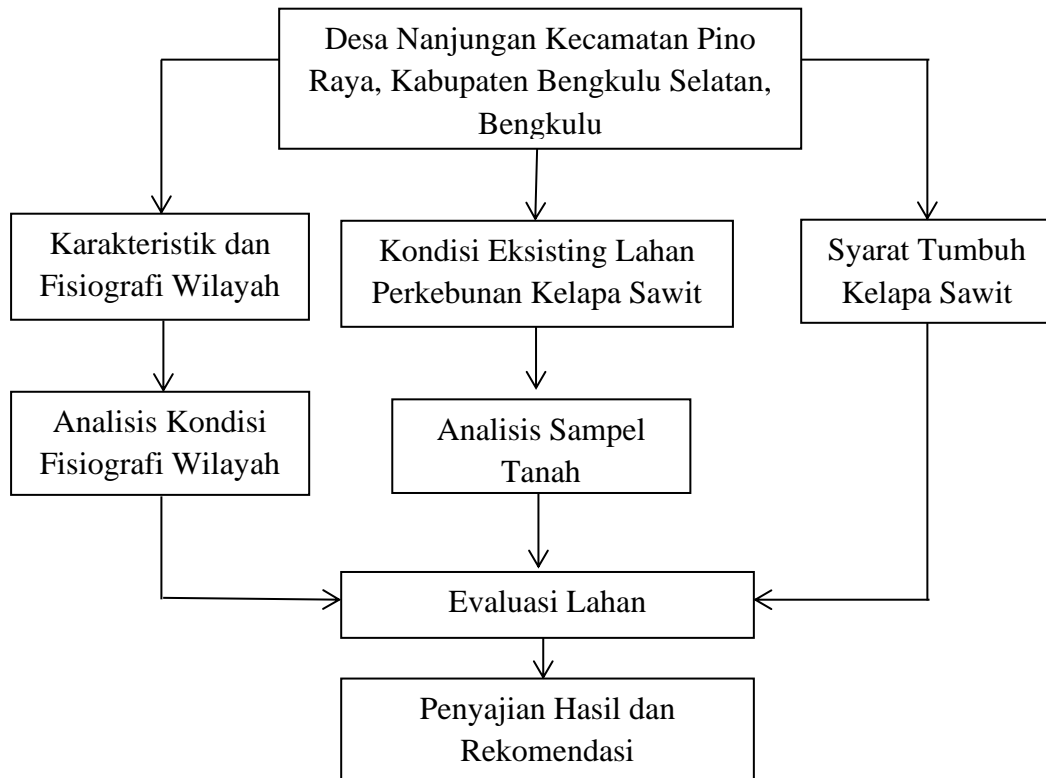 Desa Nanjungan Kecamatan Pino
Raya, Kabupaten Bengkulu Selatan,
Bengkulu
Karakteristik dan
Fisiografi Wilayah
Kondisi Eksisting Lahan
Perkebunan Kelapa Sawit
Syarat Tumbuh
Kelapa Sawit
Analisis Kondisi
Fisiografi Wilayah
Analisis Sampel
Tanah
Evaluasi Lahan
Penyajian Hasil dan
Rekomendasi